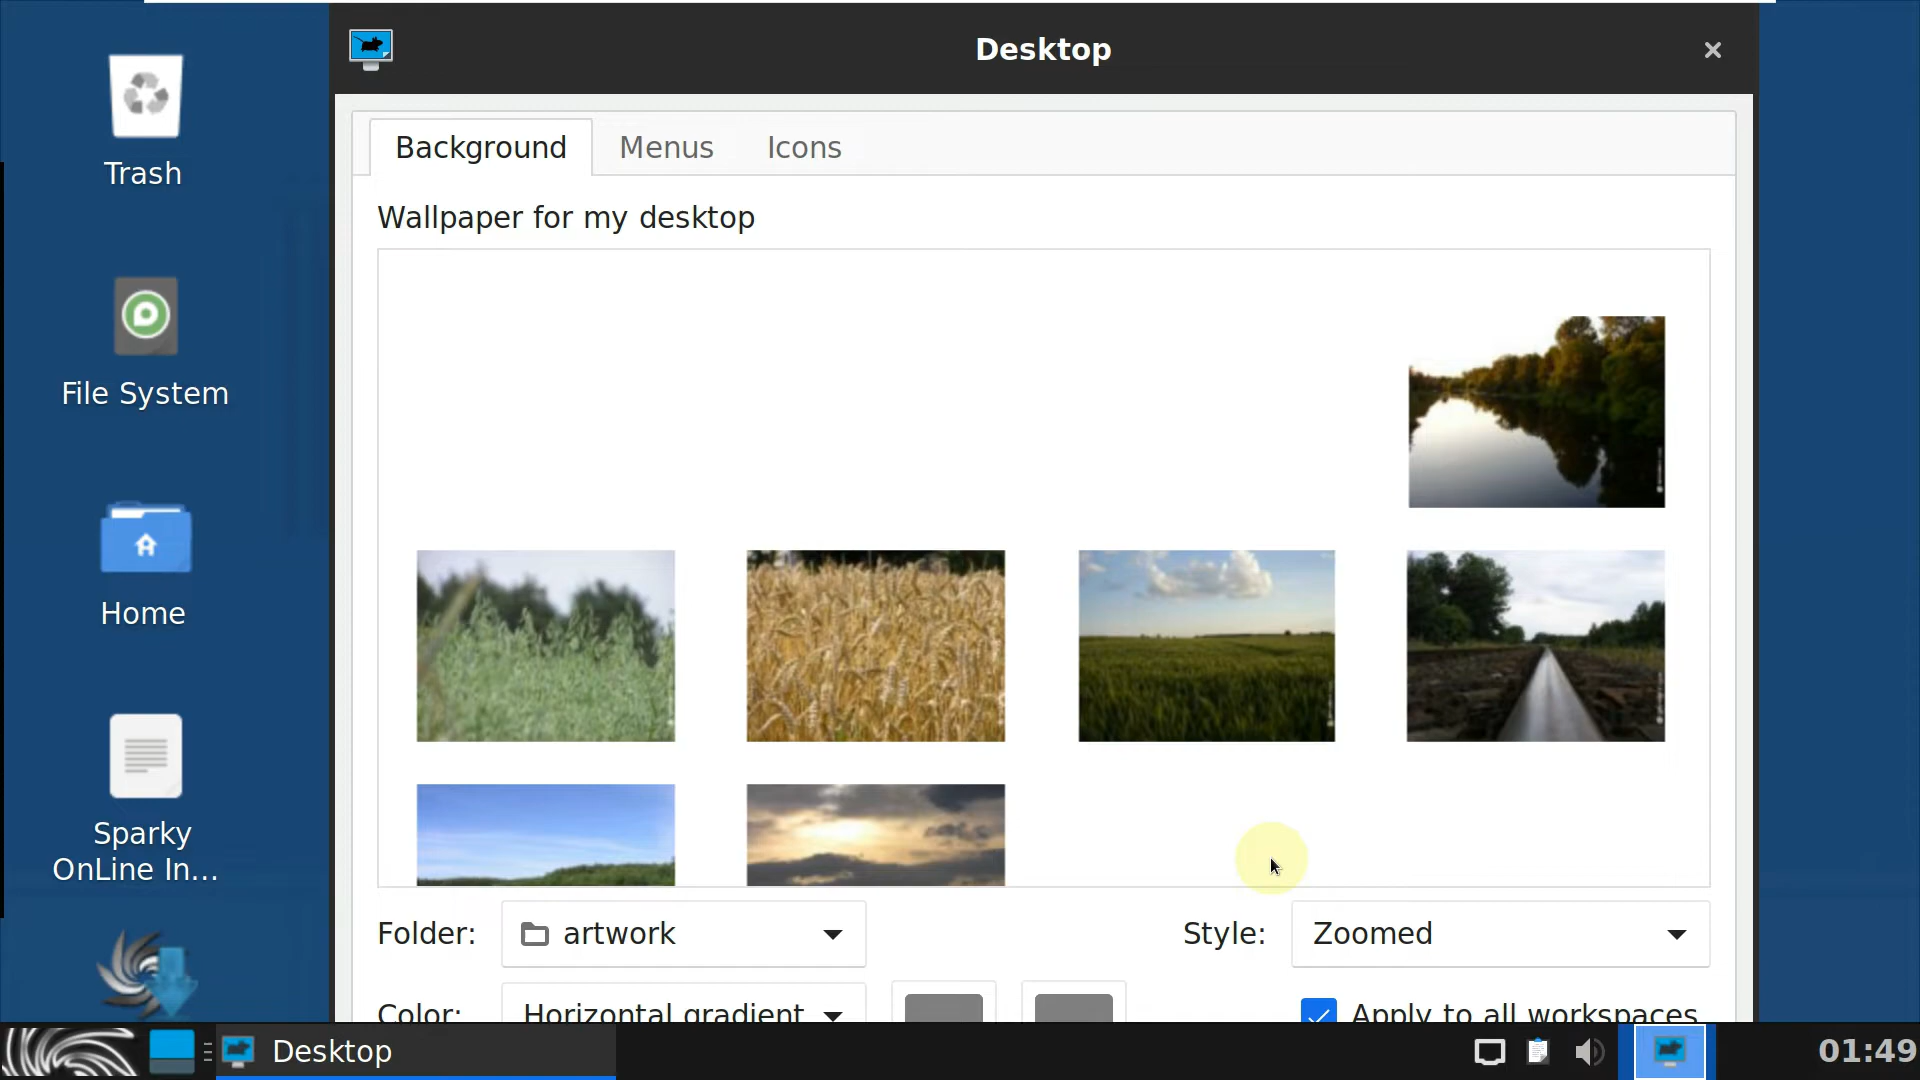 Desktop
Background
Menus
Icons
Wallpaper for my desktop
Trash
File System
Home
Sparky
OnLine In...
Folder:
artwork
Style:
Zoomed
Color:
Horizontal gradient
Apply to all workspaces
Desktop
01:49